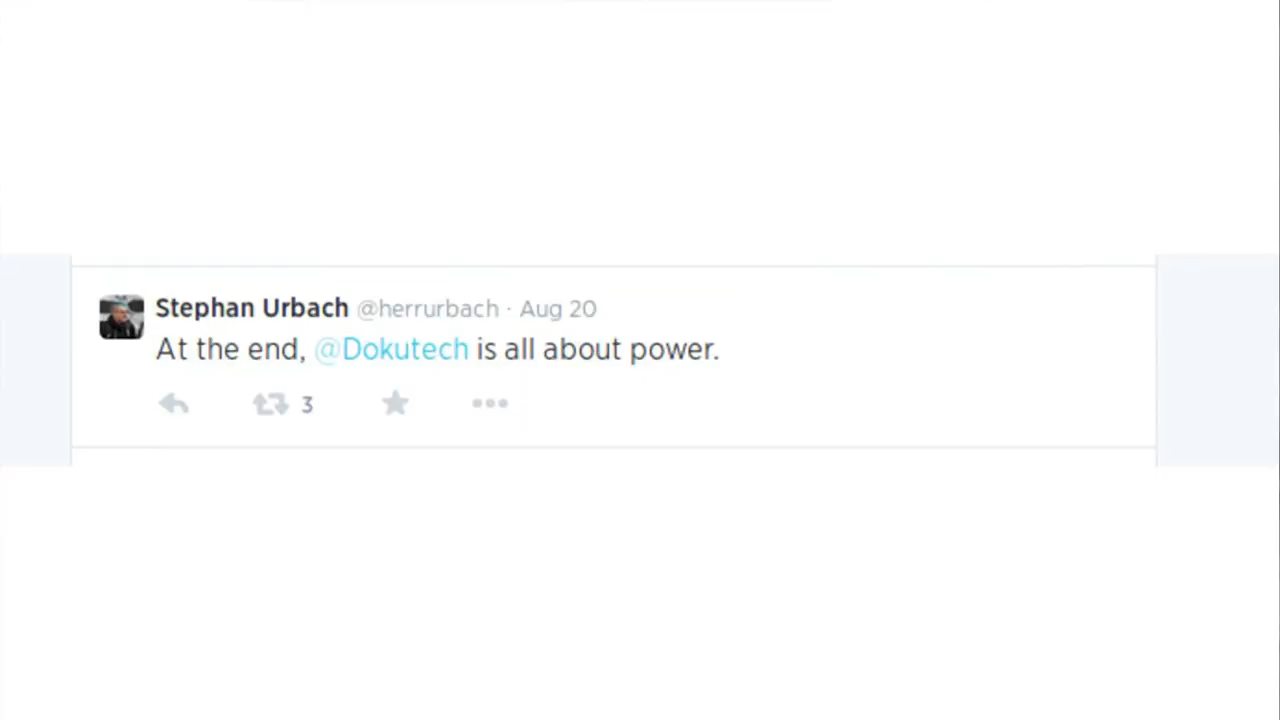 Stephan Urbach @herrurbach · Aug 20
At the end, @Dokutech is all about power.
3